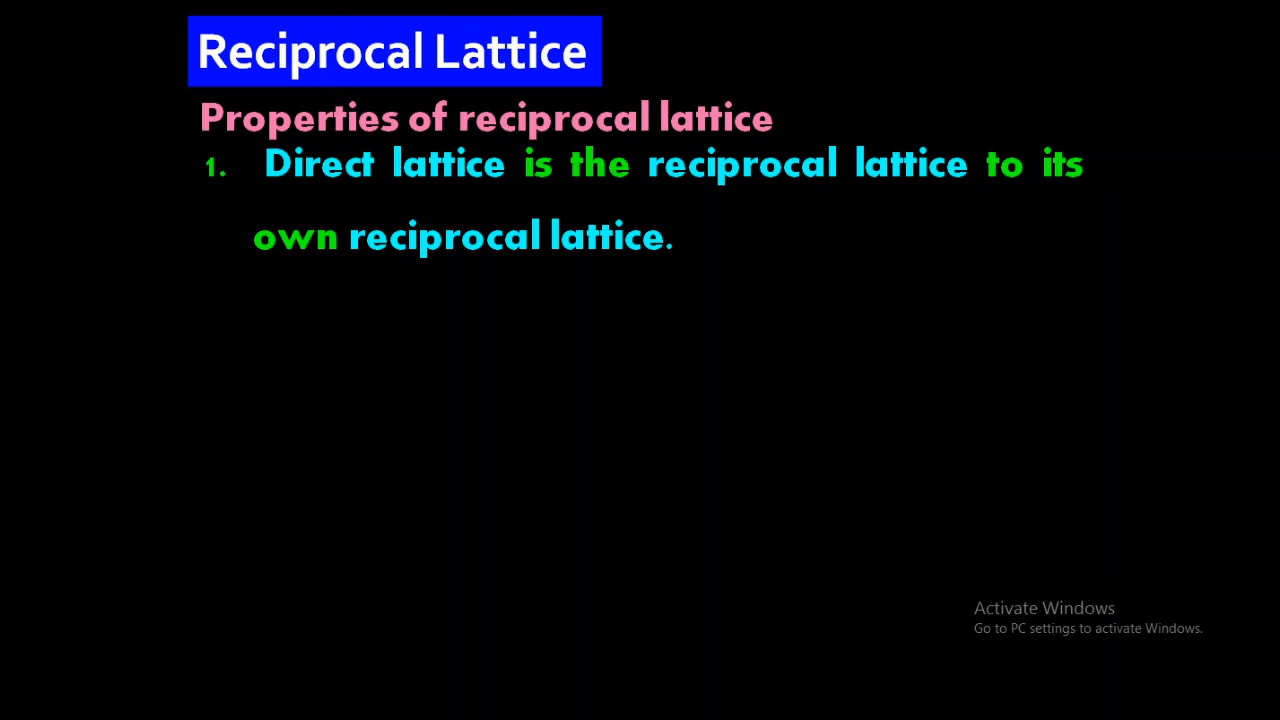 Reciprocal Lattice
Properties of reciprocal lattice
1. Direct lattice is the reciprocal lattice to its
own reciprocal lattice.
Activate Windows
Go to PC settings to activate Windows.